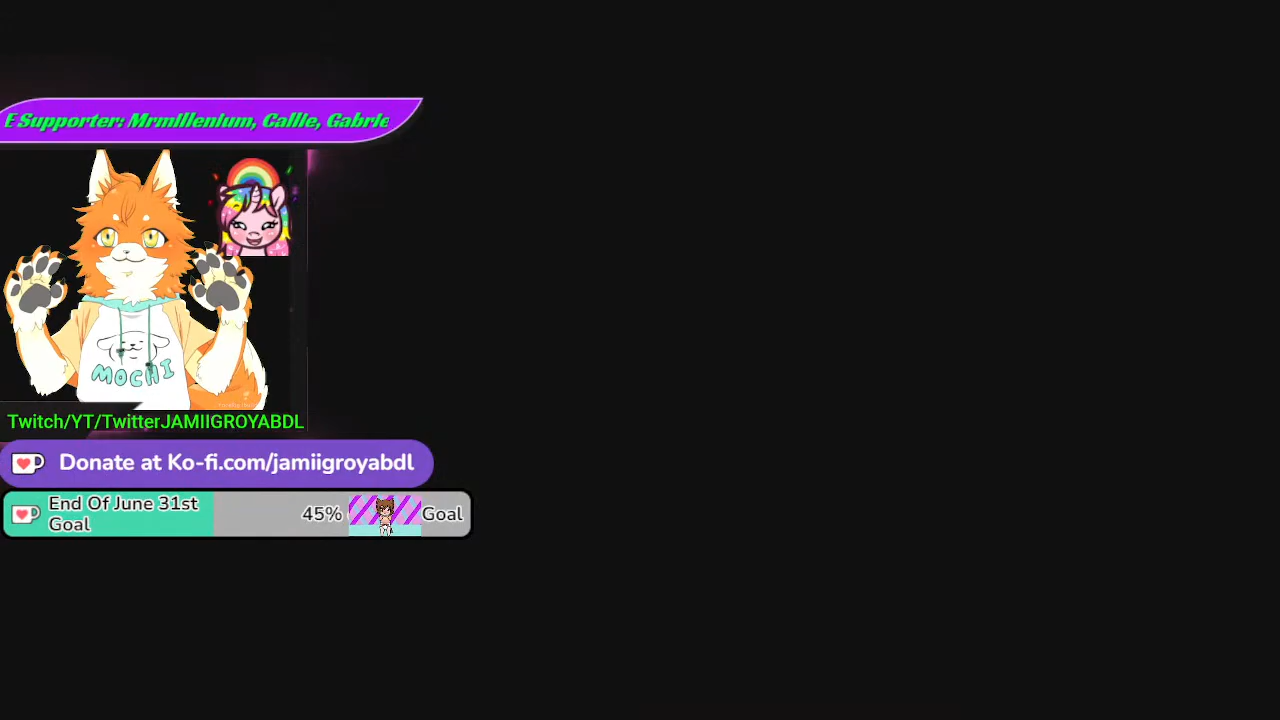 E Supporter: Mrmillenium, Callie, Gabrie
MOCHI
Twitch/YT/TwitterJAMIIGROYABDL
Donate at Ko-fi.com/jamiigroyabdl
End Of June 31st
Goal
45%
Goal